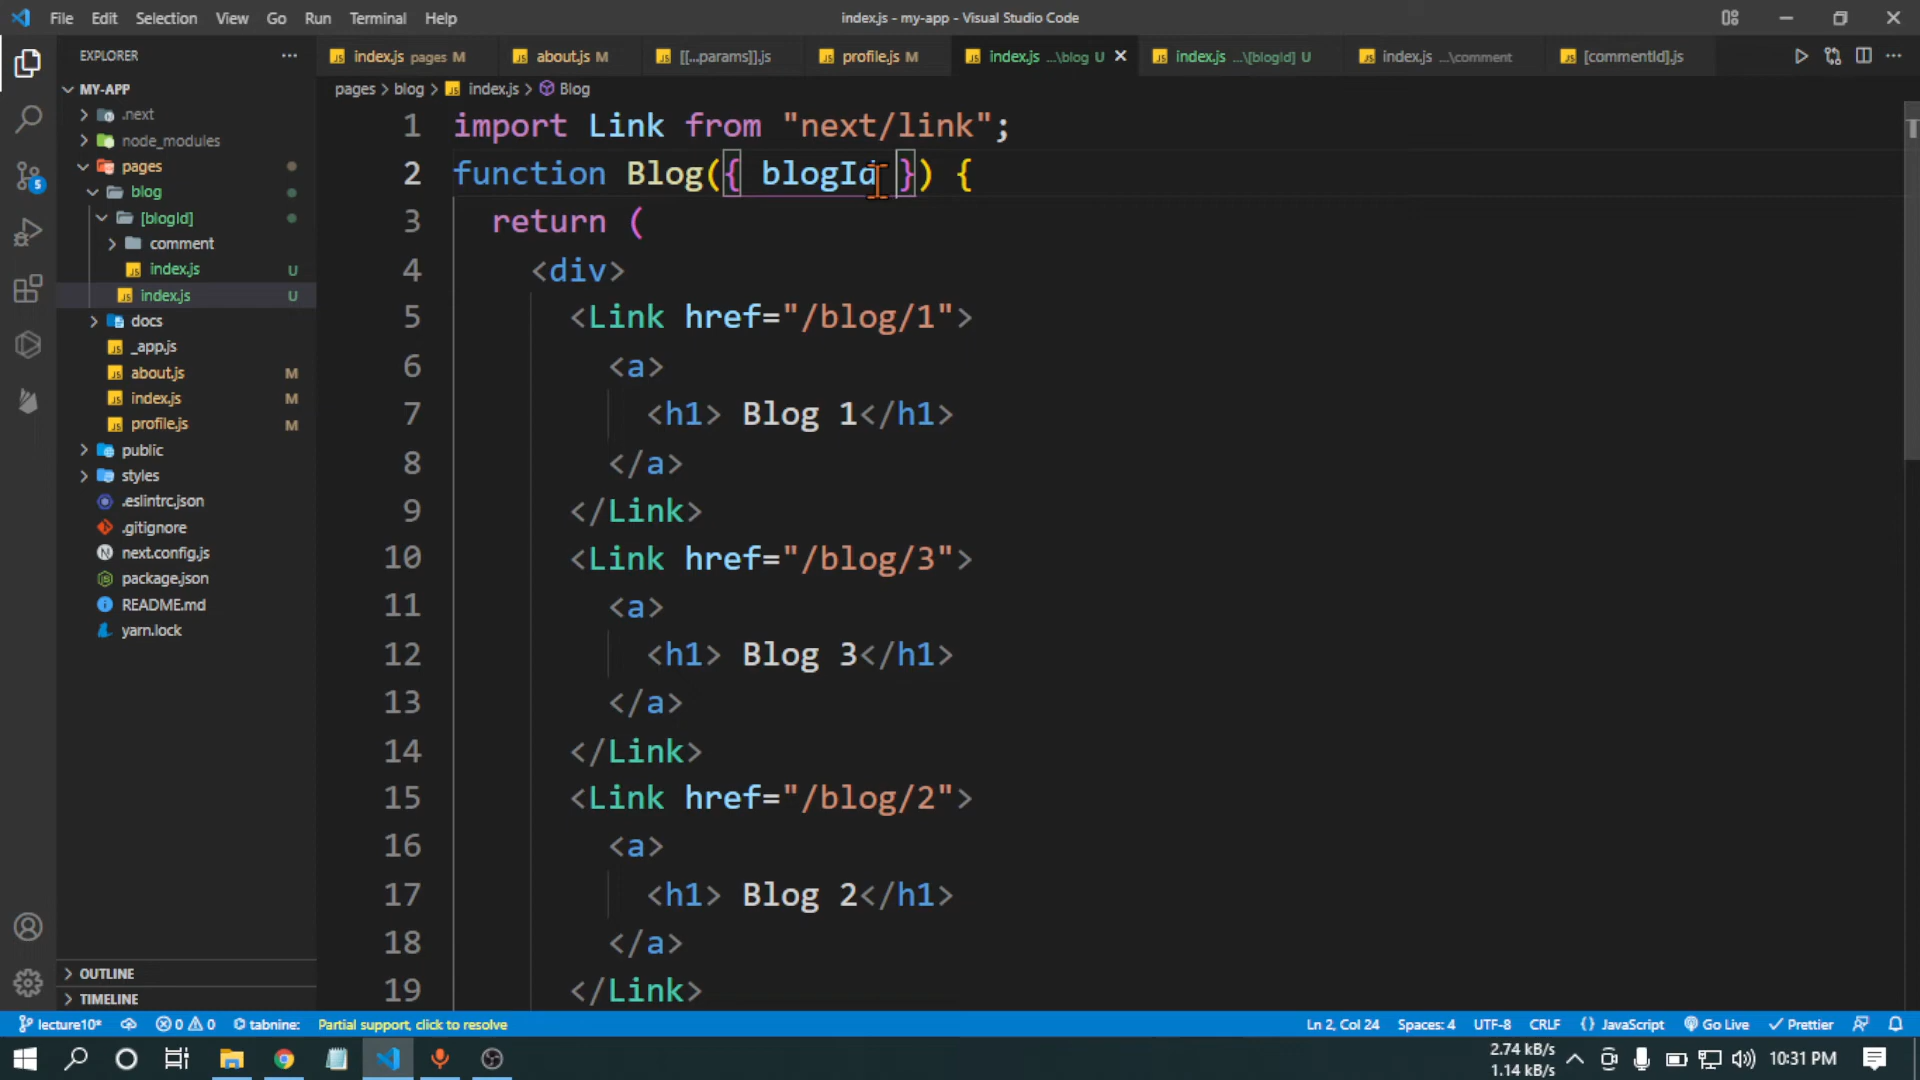 File Edit Selection View Go Run Terminal Help
index.js - my-app - Visual Studio Code
EXPLORER
index.js pages M
about.js M
[[...params]].js
profile.js M
index.js ...\blog U
index.js ...\[blogId] U
index.js ...\comment
[commentId].js
MY-APP
.next
node_modules
pages
blog
[blogId]
comment
index.js U
index.js U
docs
_app.js
about.js M
index.js M
profile.js M
public
styles
.eslintrc.json
.gitignore
next.config.js
package.json
README.md
yarn.lock
OUTLINE
TIMELINE
pages > blog > index.js > Blog
1 import Link from "next/link";
2 function Blog({ blogId }) {
3 return (
4 <div>
5 <Link href="/blog/1">
6 <a>
7 <h1> Blog 1</h1>
8 </a>
9 </Link>
10 <Link href="/blog/3">
11 <a>
12 <h1> Blog 3</h1>
13 </a>
14 </Link>
15 <Link href="/blog/2">
16 <a>
17 <h1> Blog 2</h1>
18 </a>
19 </Link>
5
lecture10* 0 0 tabnine: Partial support, click to resolve
Ln 2, Col 24 Spaces: 4 UTF-8 CRLF {} JavaScript Go Live Prettier
2.74 kB/s
1.14 kB/s
10:31 PM